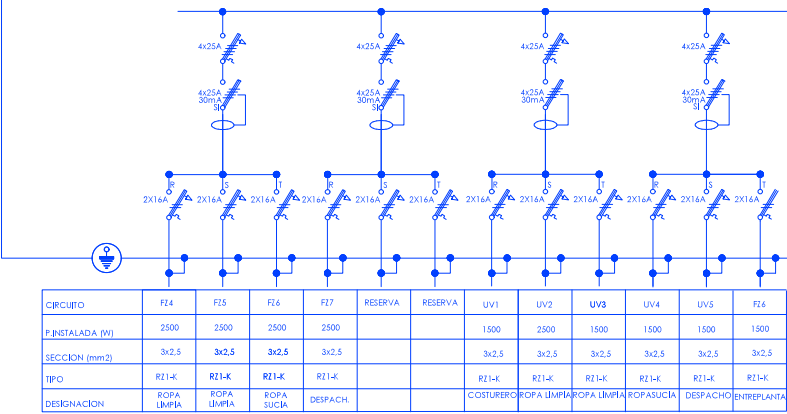 4x25A 4x25A 4x25A 4x25A
4x25A 4x25A 4x25A 4x25A
30mA 30mA 30mA 30mA
SI SI SI SI
R S T R S T R S T R S T
2X16A 2X16A 2X16A 2X16A 2X16A 2X16A 2X16A 2X16A 2X16A 2X16A 2X16A 2X16A
CIRCUITO FZ4 FZ5 FZ6 FZ7 RESERVA RESERVA UV1 UV2 UV3 UV4 UV5 FZ6
P.INSTALADA (W) 2500 2500 2500 2500 1500 2500 1500 1500 1500 1500
SECCION (mm2) 3x2,5 3x2,5 3x2,5 3x2,5 3x2,5 3x2,5 3x2,5 3x2,5 3x2,5 3x2,5
TIPO RZ1-K RZ1-K RZ1-K RZ1-K RZ1-K RZ1-K RZ1-K RZ1-K RZ1-K RZ1-K
DESIGNACION ROPA LIMPIA ROPA LIMPIA ROPA SUCIA DESPACH. COSTURERO ROPA LIMPIA ROPA LIMPIA ROPASUCIA DESPACHO ENTREPLANTA